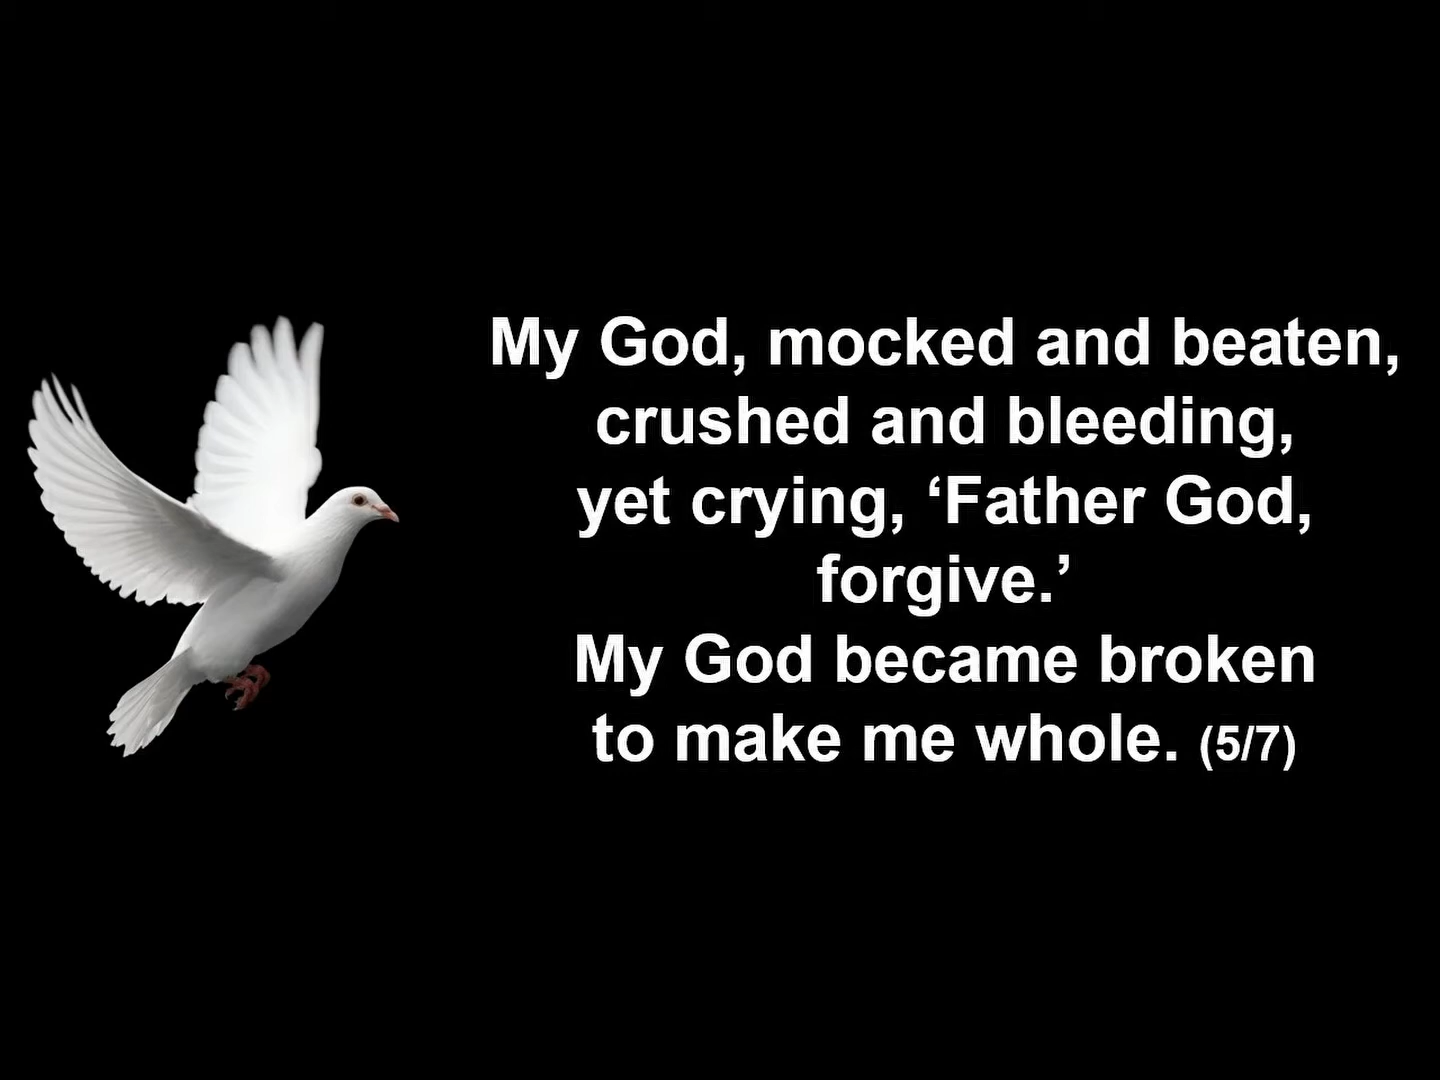 My God, mocked and beaten,
crushed and bleeding,
yet crying, ‘Father God,
forgive.’
My God became broken
to make me whole. (5/7)